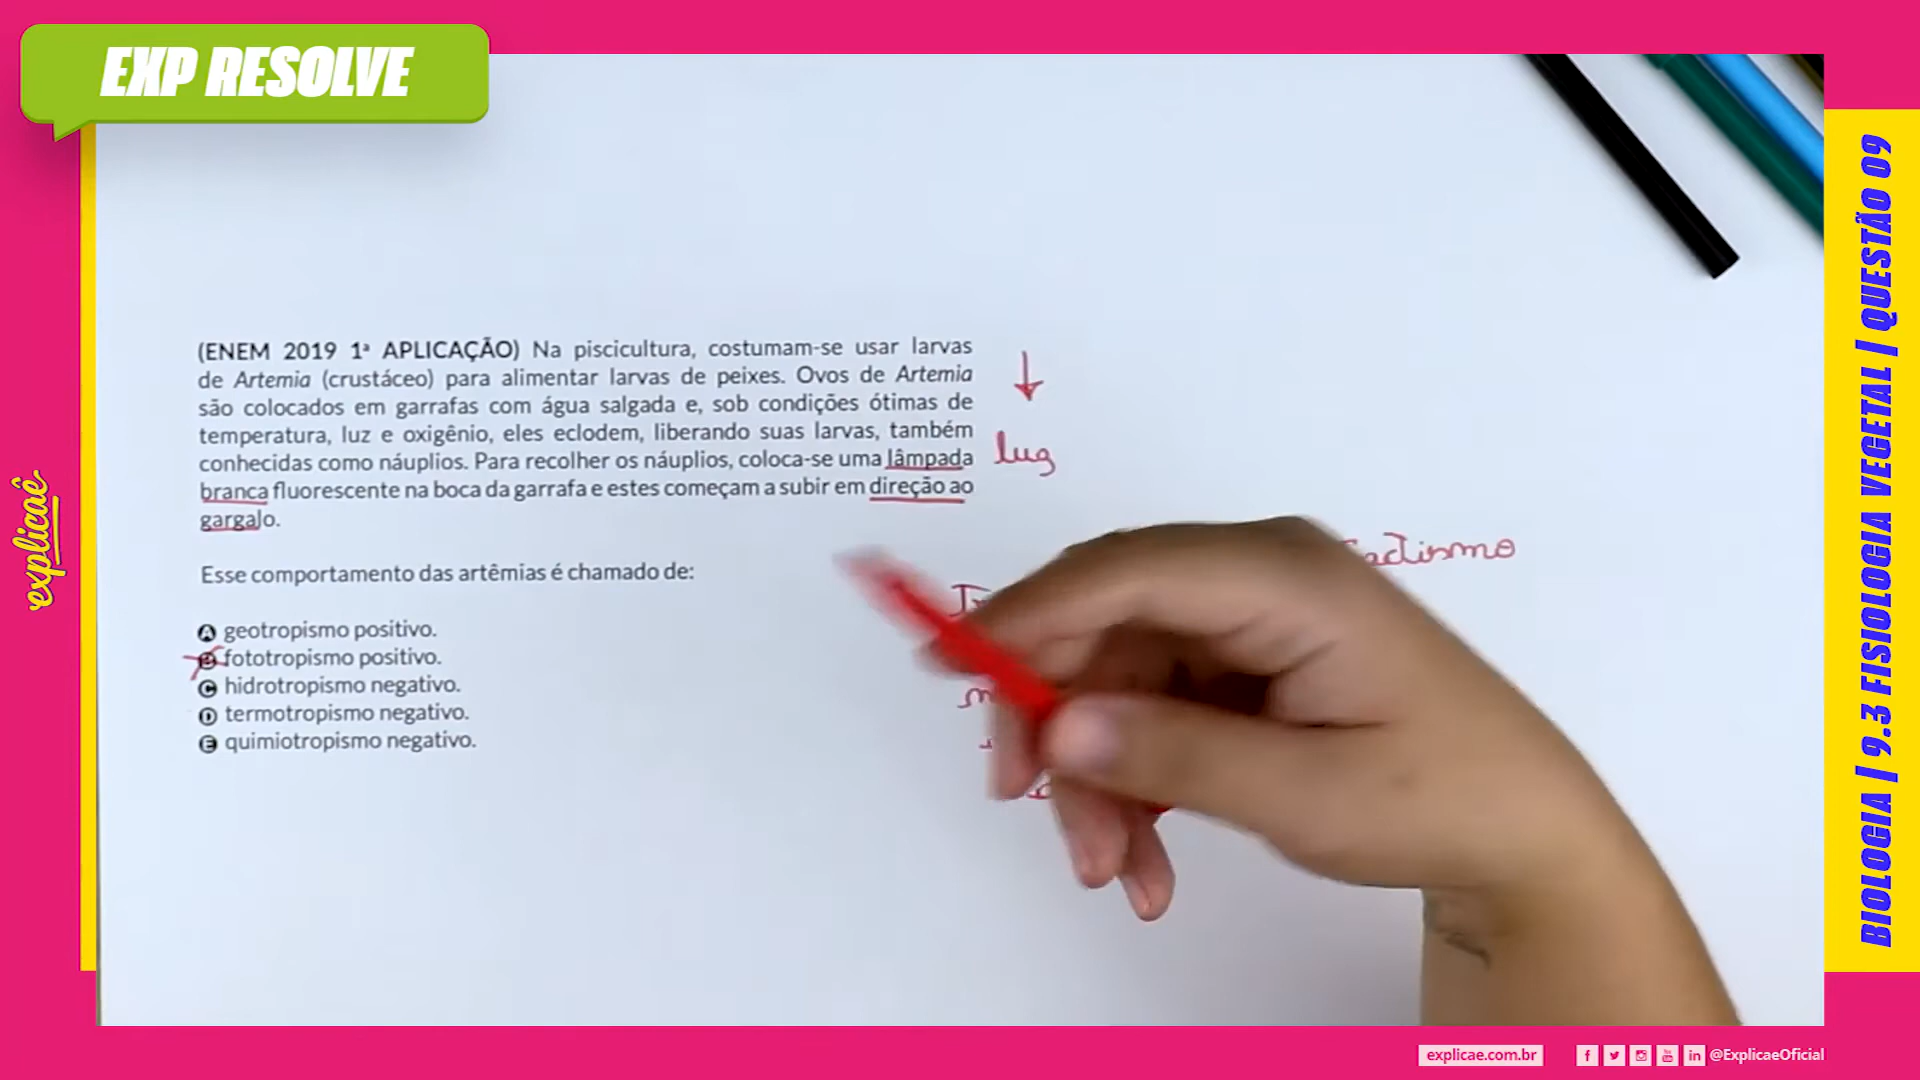 EXP RESOLVE
(ENEM 2019 1ª APLICAÇÃO) Na piscicultura, costumam-se usar larvas
de Artemia (crustáceo) para alimentar larvas de peixes. Ovos de Artemia
são colocados em garrafas com água salgada e, sob condições ótimas de
temperatura, luz e oxigênio, eles eclodem, liberando suas larvas, também
conhecidas como náuplios. Para recolher os náuplios, coloca-se uma lâmpada
branca fluorescente na boca da garrafa e estes começam a subir em direção ao
gargalo.
luz
Esse comportamento das artêmias é chamado de:
A geotropismo positivo.
B fototropismo positivo.
C hidrotropismo negativo.
D termotropismo negativo.
E quimiotropismo negativo.
explicaê
BIOLOGIA | 9.3 FISIOLOGIA VEGETAL | QUESTÃO 09
explicae.com.br
@ExplicaeOficial